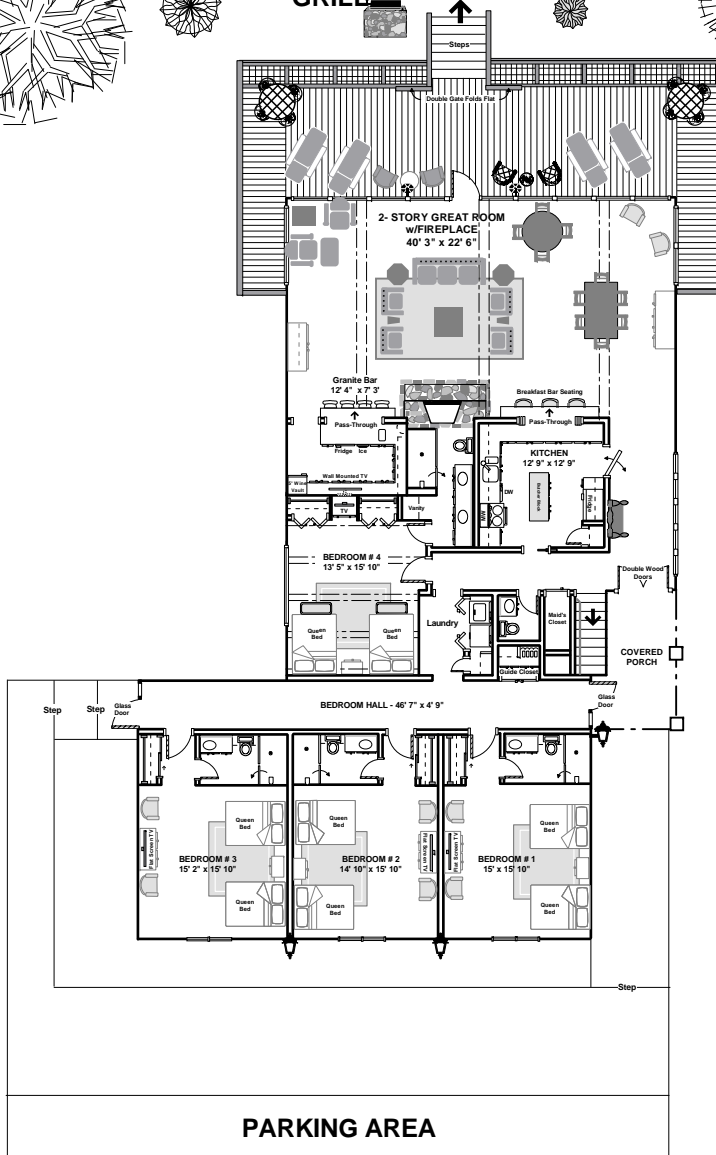 GRILL
Steps
Double Gate Folds Flat
2- STORY GREAT ROOM
w/FIREPLACE
40' 3" x 22' 6"
Granite Bar
12' 4" x 7' 3'
Pass-Through
Fridge Ice
Wall Mounted TV
5' Wine
Vault
TV
Vanity
Breakfast Bar Seating
Pass-Through
KITCHEN
12' 9" x 12' 9"
DW
MW
Butcher Block
Fridge
BEDROOM # 4
13' 5" x 15' 10"
Queen
Bed
Queen
Bed
Laundry
Maid's
Closet
Guide Closet
Double Wood
Doors
COVERED
PORCH
Step
Step
Glass
Door
BEDROOM HALL - 46' 7" x 4' 9"
Glass
Door
Queen
Bed
Flat Screen TV
BEDROOM # 3
15' 2" x 15' 10"
Queen
Bed
Queen
Bed
BEDROOM # 2
14' 10" x 15' 10"
Flat Screen TV
Queen
Bed
Flat Screen TV
BEDROOM # 1
15' x 15' 10"
Queen
Bed
Queen
Bed
Step
PARKING AREA